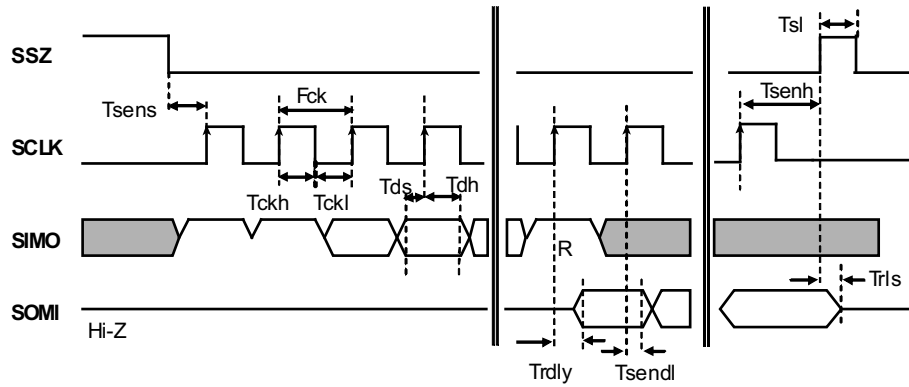 Tsl
SSZ
Fck
Tsenh
Tsens
SCLK
Tckh
Tckl
Tds
Tdh
SIMO
R
Trls
SOMI
Hi-Z
Trdly
Tsendl